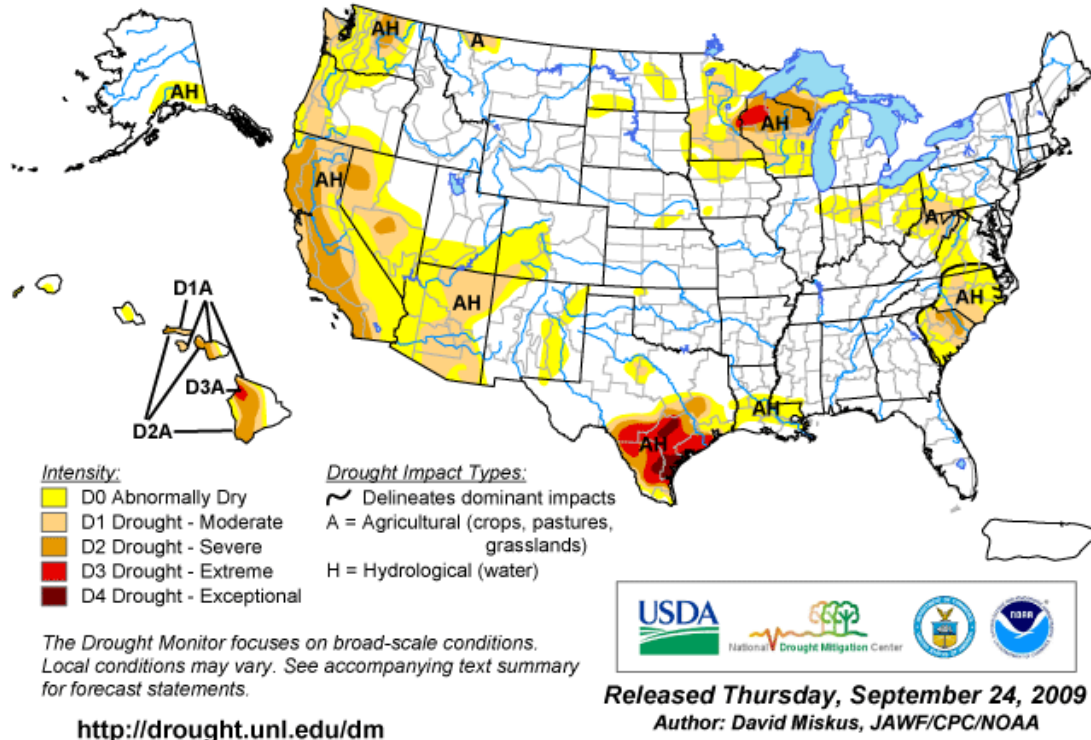 AH
A
AH
AH
AH
AH
A
AH
AH
AH
D1A
D3A
D2A
Intensity:
D0 Abnormally Dry
D1 Drought - Moderate
D2 Drought - Severe
D3 Drought - Extreme
D4 Drought - Exceptional
Drought Impact Types:
Delineates dominant impacts
A = Agricultural (crops, pastures,
grasslands)
H = Hydrological (water)
The Drought Monitor focuses on broad-scale conditions.
Local conditions may vary. See accompanying text summary
for forecast statements.
http://drought.unl.edu/dm
USDA
National Drought Mitigation Center
NOAA
Released Thursday, September 24, 2009
Author: David Miskus, JAWF/CPC/NOAA